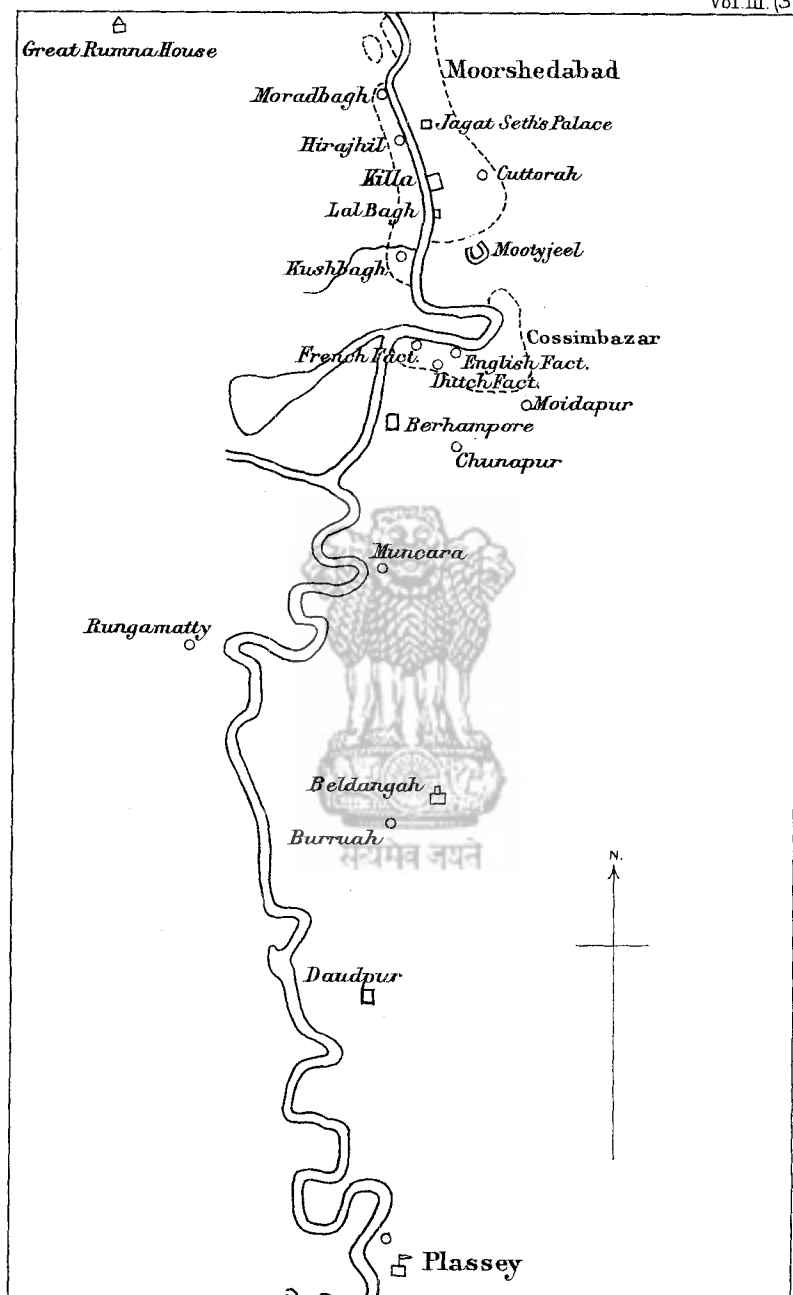 Vol. III. (3
Great Rumna House
Moorshedabad
Moradbagh
Jagat Seth's Palace
Hirajhil
Killa
Cuttorah
Lal Bagh
Mootyjeel
Kushbagh
Cossimbazar
French Fact.
English Fact.
Dutch Fact.
Moidapur
Berhampore
Chunapur
Muncara
Rungamatty
Beldangah
Burruah
सत्यमेव जयते
N.
Daudpur
Plassey